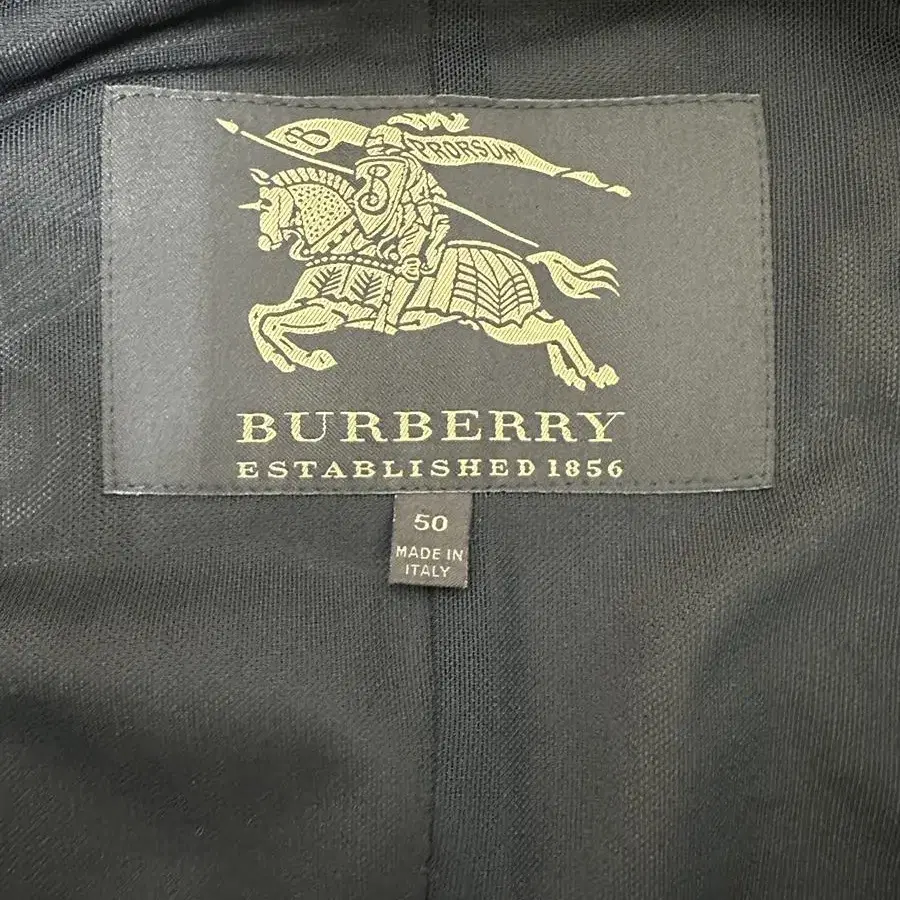 B PRORSUM
B
BURBERRY
ESTABLISHED 1856
50
MADE IN
ITALY